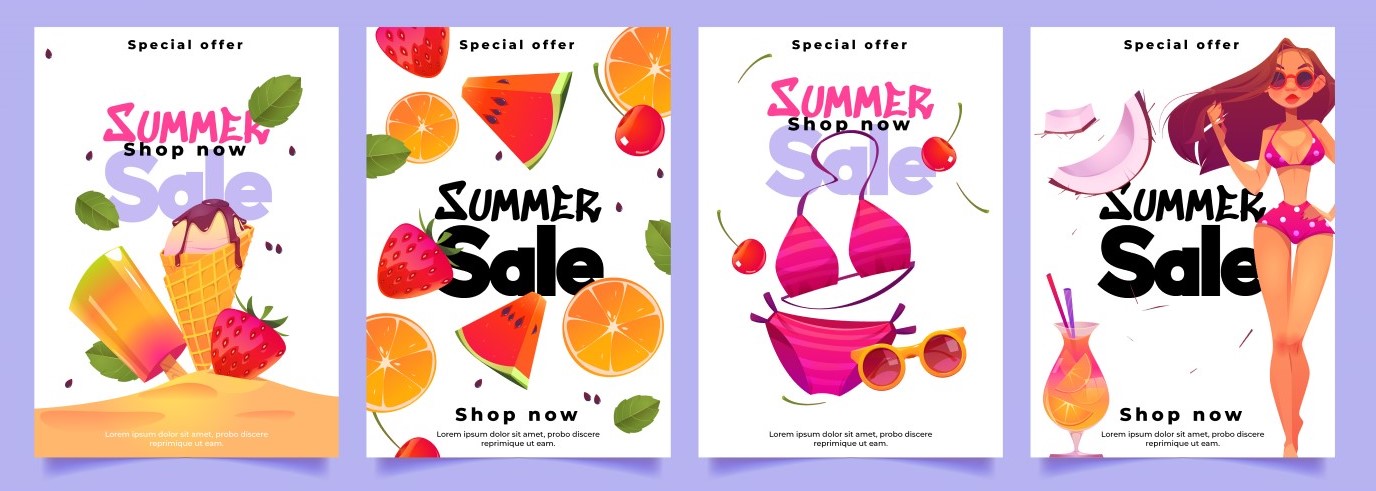 Special offer
SUMMER
Shop now
Sale
Lorem ipsum dolor sit amet, probo discere
reprimique ut eam.
Special offer
SUMMER
Sale
Shop now
Lorem ipsum dolor sit amet, probo discere
reprimique ut eam.
Special offer
SUMMER
Shop now
Sale
Lorem ipsum dolor sit amet, probo discere
reprimique ut eam.
Special offer
SUMMER
Sale
Shop now
Lorem ipsum dolor sit amet, probo discere
reprimique ut eam.